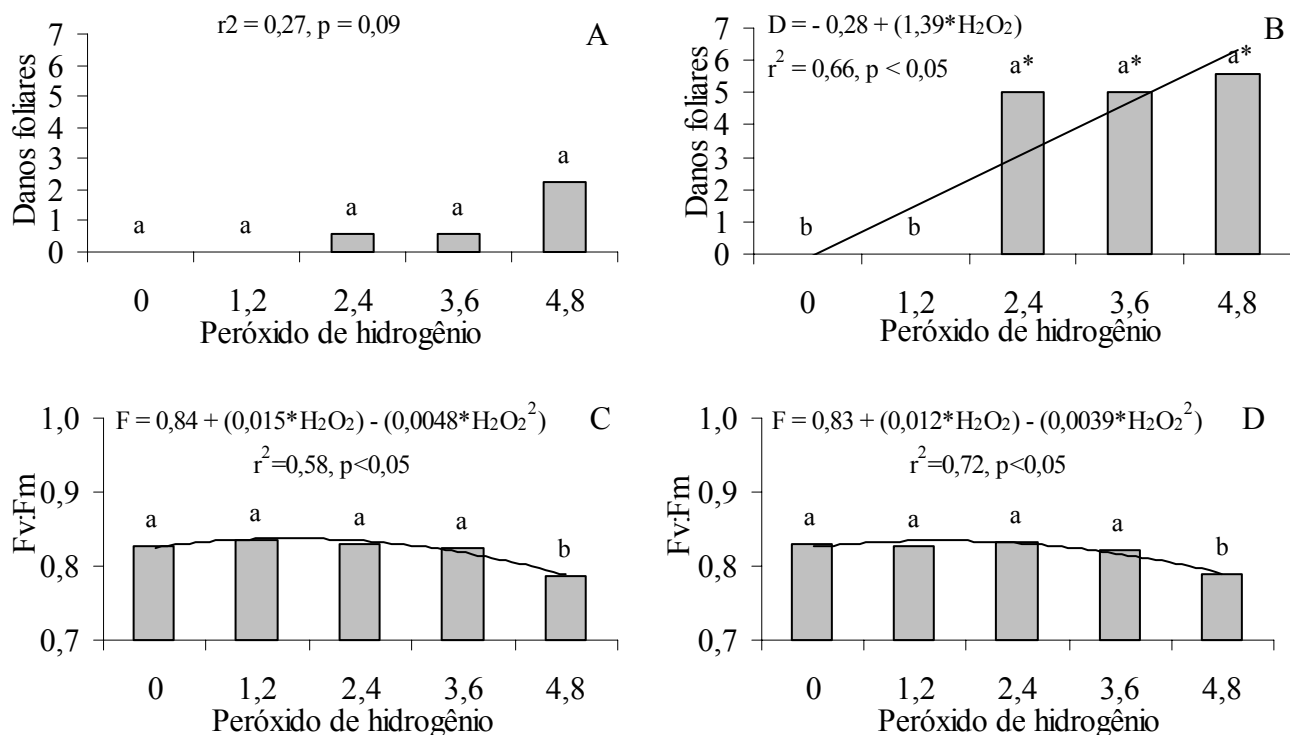 r2 = 0,27, p = 0,09
A
7
6
5
4
3
2
1
0
Danos foliares
a
a
a
a
a
0
1,2
2,4
3,6
4,8
Peróxido de hidrogênio
D = - 0,28 + (1,39*H₂O₂)
B
r² = 0,66, p < 0,05
7
6
5
4
3
2
1
0
Danos foliares
b
b
a*
a*
a*
0
1,2
2,4
3,6
4,8
Peróxido de hidrogênio
F = 0,84 + (0,015*H₂O₂) - (0,0048*H₂O₂²)
C
r²=0,58, p<0,05
1,0
0,9
0,8
0,7
Fv:Fm
a
a
a
a
b
0
1,2
2,4
3,6
4,8
Peróxido de hidrogênio
F = 0,83 + (0,012*H₂O₂) - (0,0039*H₂O₂²)
D
r²=0,72, p<0,05
1,0
0,9
0,8
0,7
Fv:Fm
a
a
a
a
b
0
1,2
2,4
3,6
4,8
Peróxido de hidrogênio